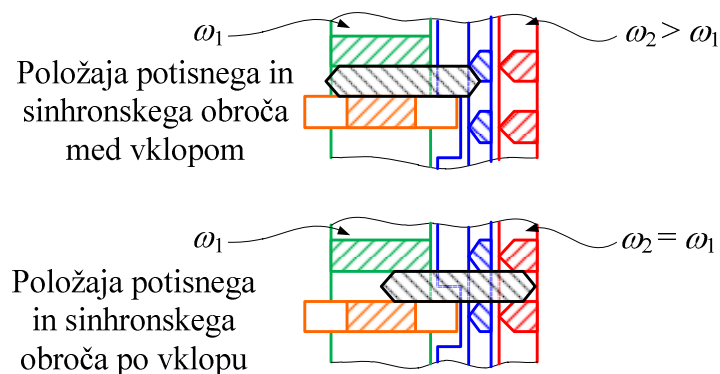 ω1
ω2 > ω1
Položaja potisnega in
sinhronskega obroča
med vklopom
ω1
ω2 = ω1
Položaja potisnega
in sinhronskega
obroča po vklopu